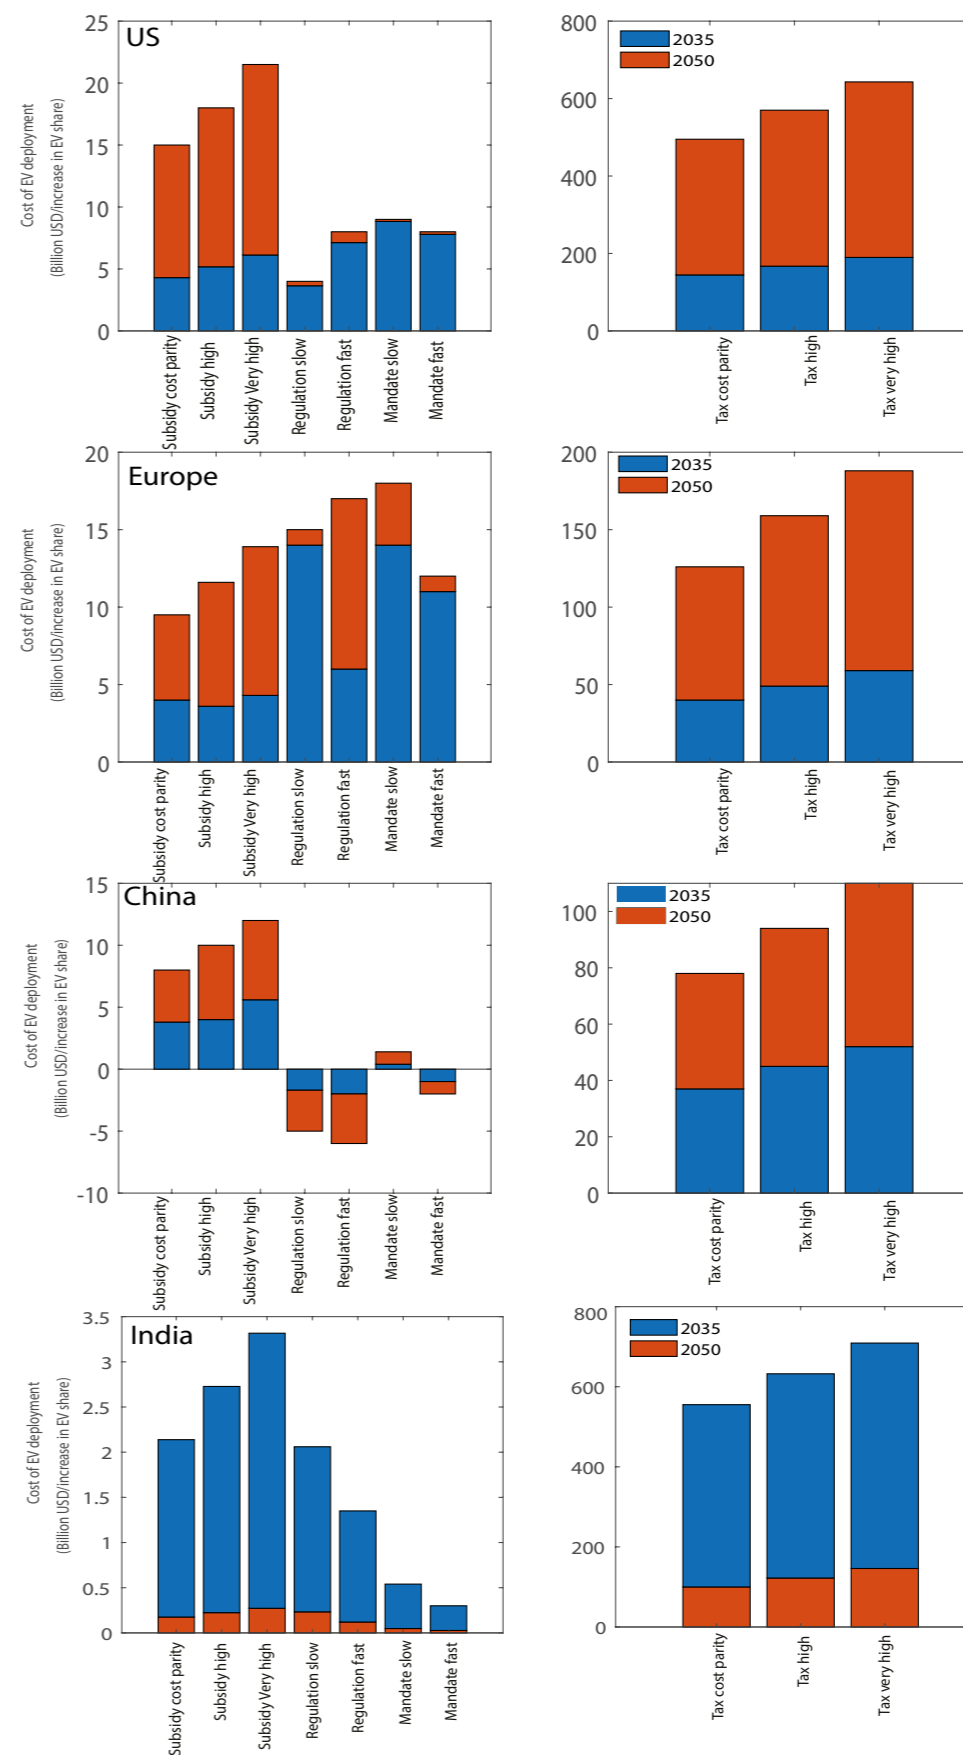 US
Cost of EV deployment
(Billion USD/increase in EV share)
25
20
15
10
5
0
Subsidy cost parity
Subsidy high
Subsidy Very high
Regulation slow
Regulation fast
Mandate slow
Mandate fast
800
600
400
200
0
2035
2050
Tax cost parity
Tax high
Tax very high
Europe
Cost of EV deployment
(Billion USD/increase in EV share)
20
15
10
5
0
Subsidy cost parity
Subsidy high
Subsidy Very high
Regulation slow
Regulation fast
Mandate slow
Mandate fast
200
150
100
50
0
2035
2050
Tax cost parity
Tax high
Tax very high
China
Cost of EV deployment
(Billion USD/increase in EV share)
15
10
5
0
-5
-10
Subsidy cost parity
Subsidy high
Subsidy Very high
Regulation slow
Regulation fast
Mandate slow
Mandate fast
100
80
60
40
20
0
2035
2050
Tax cost parity
Tax high
Tax very high
India
Cost of EV deployment
(Billion USD/increase in EV share)
3.5
3
2.5
2
1.5
1
0.5
0
Subsidy cost parity
Subsidy high
Subsidy Very high
Regulation slow
Regulation fast
Mandate slow
Mandate fast
800
600
400
200
0
2035
2050
Tax cost parity
Tax high
Tax very high